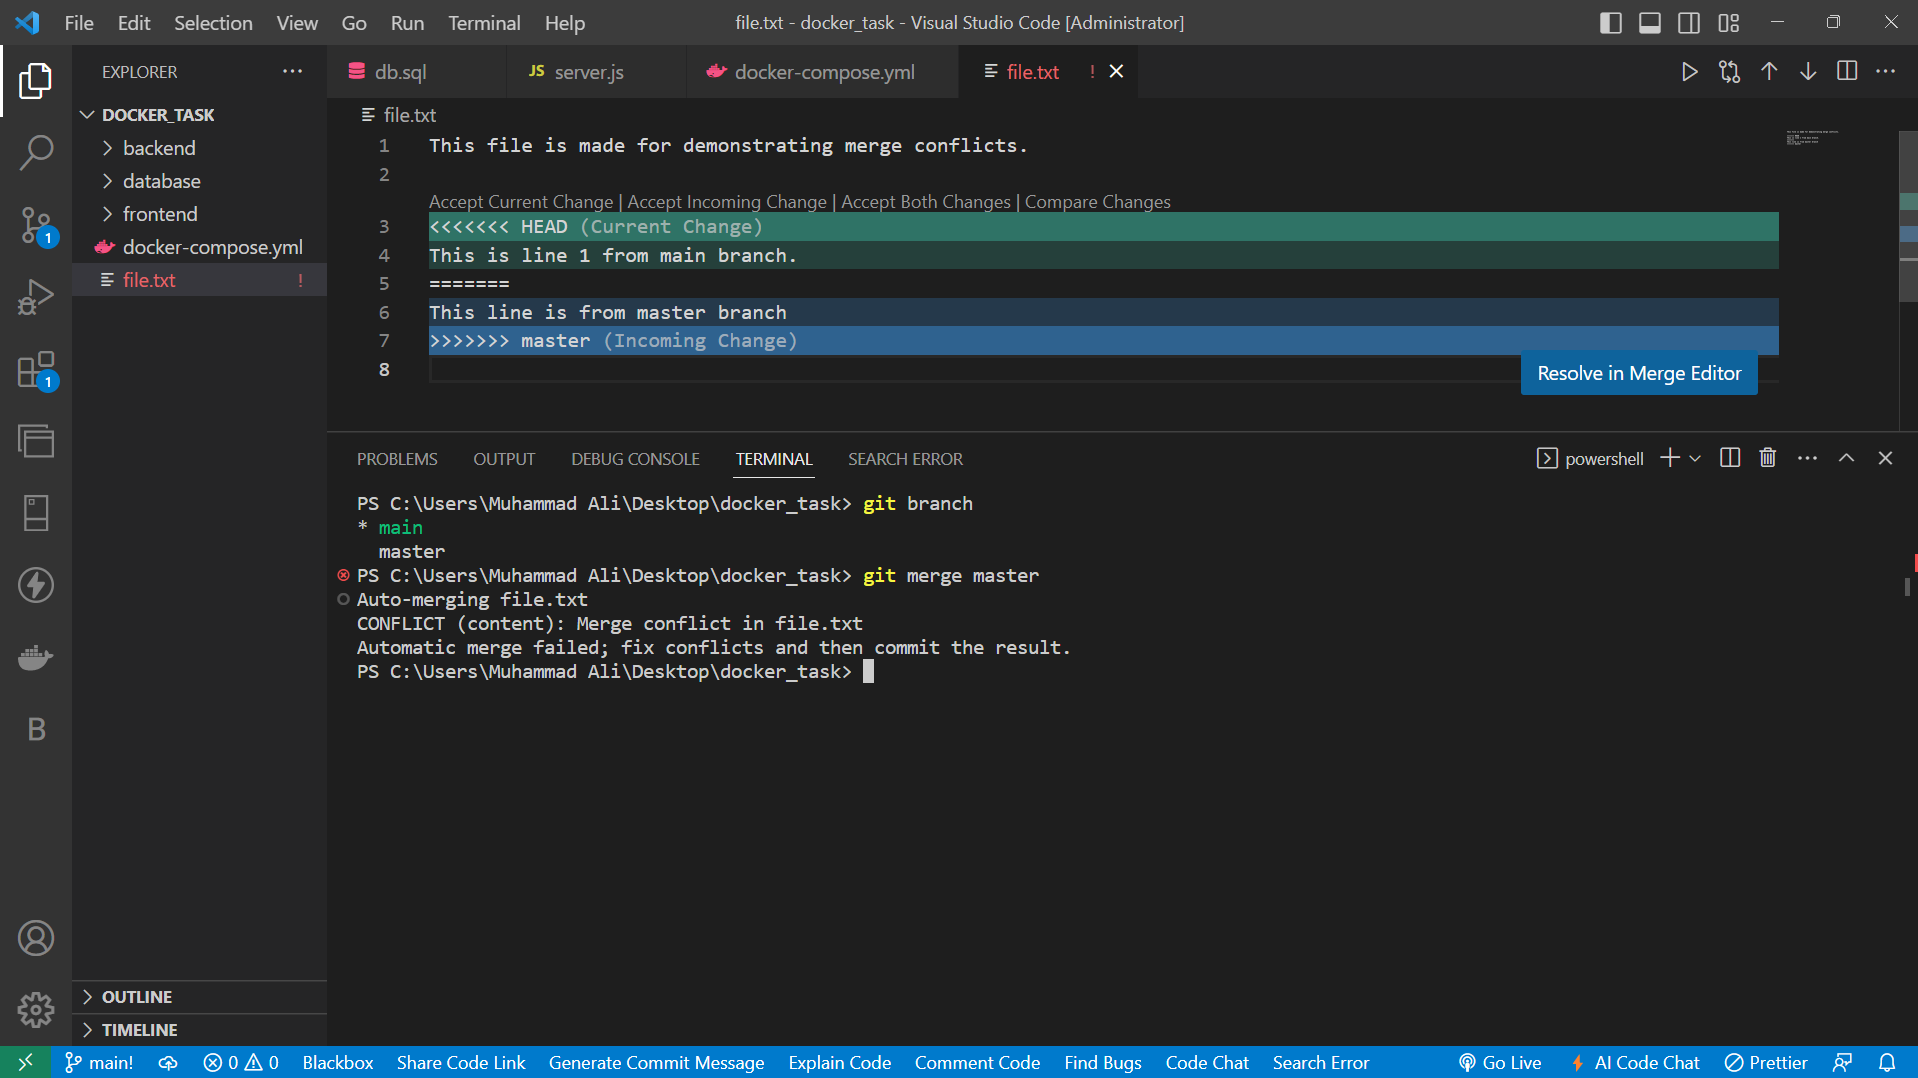 File Edit Selection View Go Run Terminal Help
file.txt - docker_task - Visual Studio Code [Administrator]
EXPLORER
DOCKER_TASK
backend
database
frontend
docker-compose.yml
file.txt !
OUTLINE
TIMELINE
1
1
B
db.sql
JS server.js
docker-compose.yml
file.txt !
file.txt
1 This file is made for demonstrating merge conflicts.
2
Accept Current Change | Accept Incoming Change | Accept Both Changes | Compare Changes
3 <<<<<<< HEAD (Current Change)
4 This is line 1 from main branch.
5 =======
6 This line is from master branch
7 >>>>>>> master (Incoming Change)
8
Resolve in Merge Editor
PROBLEMS OUTPUT DEBUG CONSOLE TERMINAL SEARCH ERROR
powershell
PS C:\Users\Muhammad Ali\Desktop\docker_task> git branch
* main
master
PS C:\Users\Muhammad Ali\Desktop\docker_task> git merge master
Auto-merging file.txt
CONFLICT (content): Merge conflict in file.txt
Automatic merge failed; fix conflicts and then commit the result.
PS C:\Users\Muhammad Ali\Desktop\docker_task>
main! 0 0 Blackbox Share Code Link Generate Commit Message Explain Code Comment Code Find Bugs Code Chat Search Error Go Live AI Code Chat Prettier